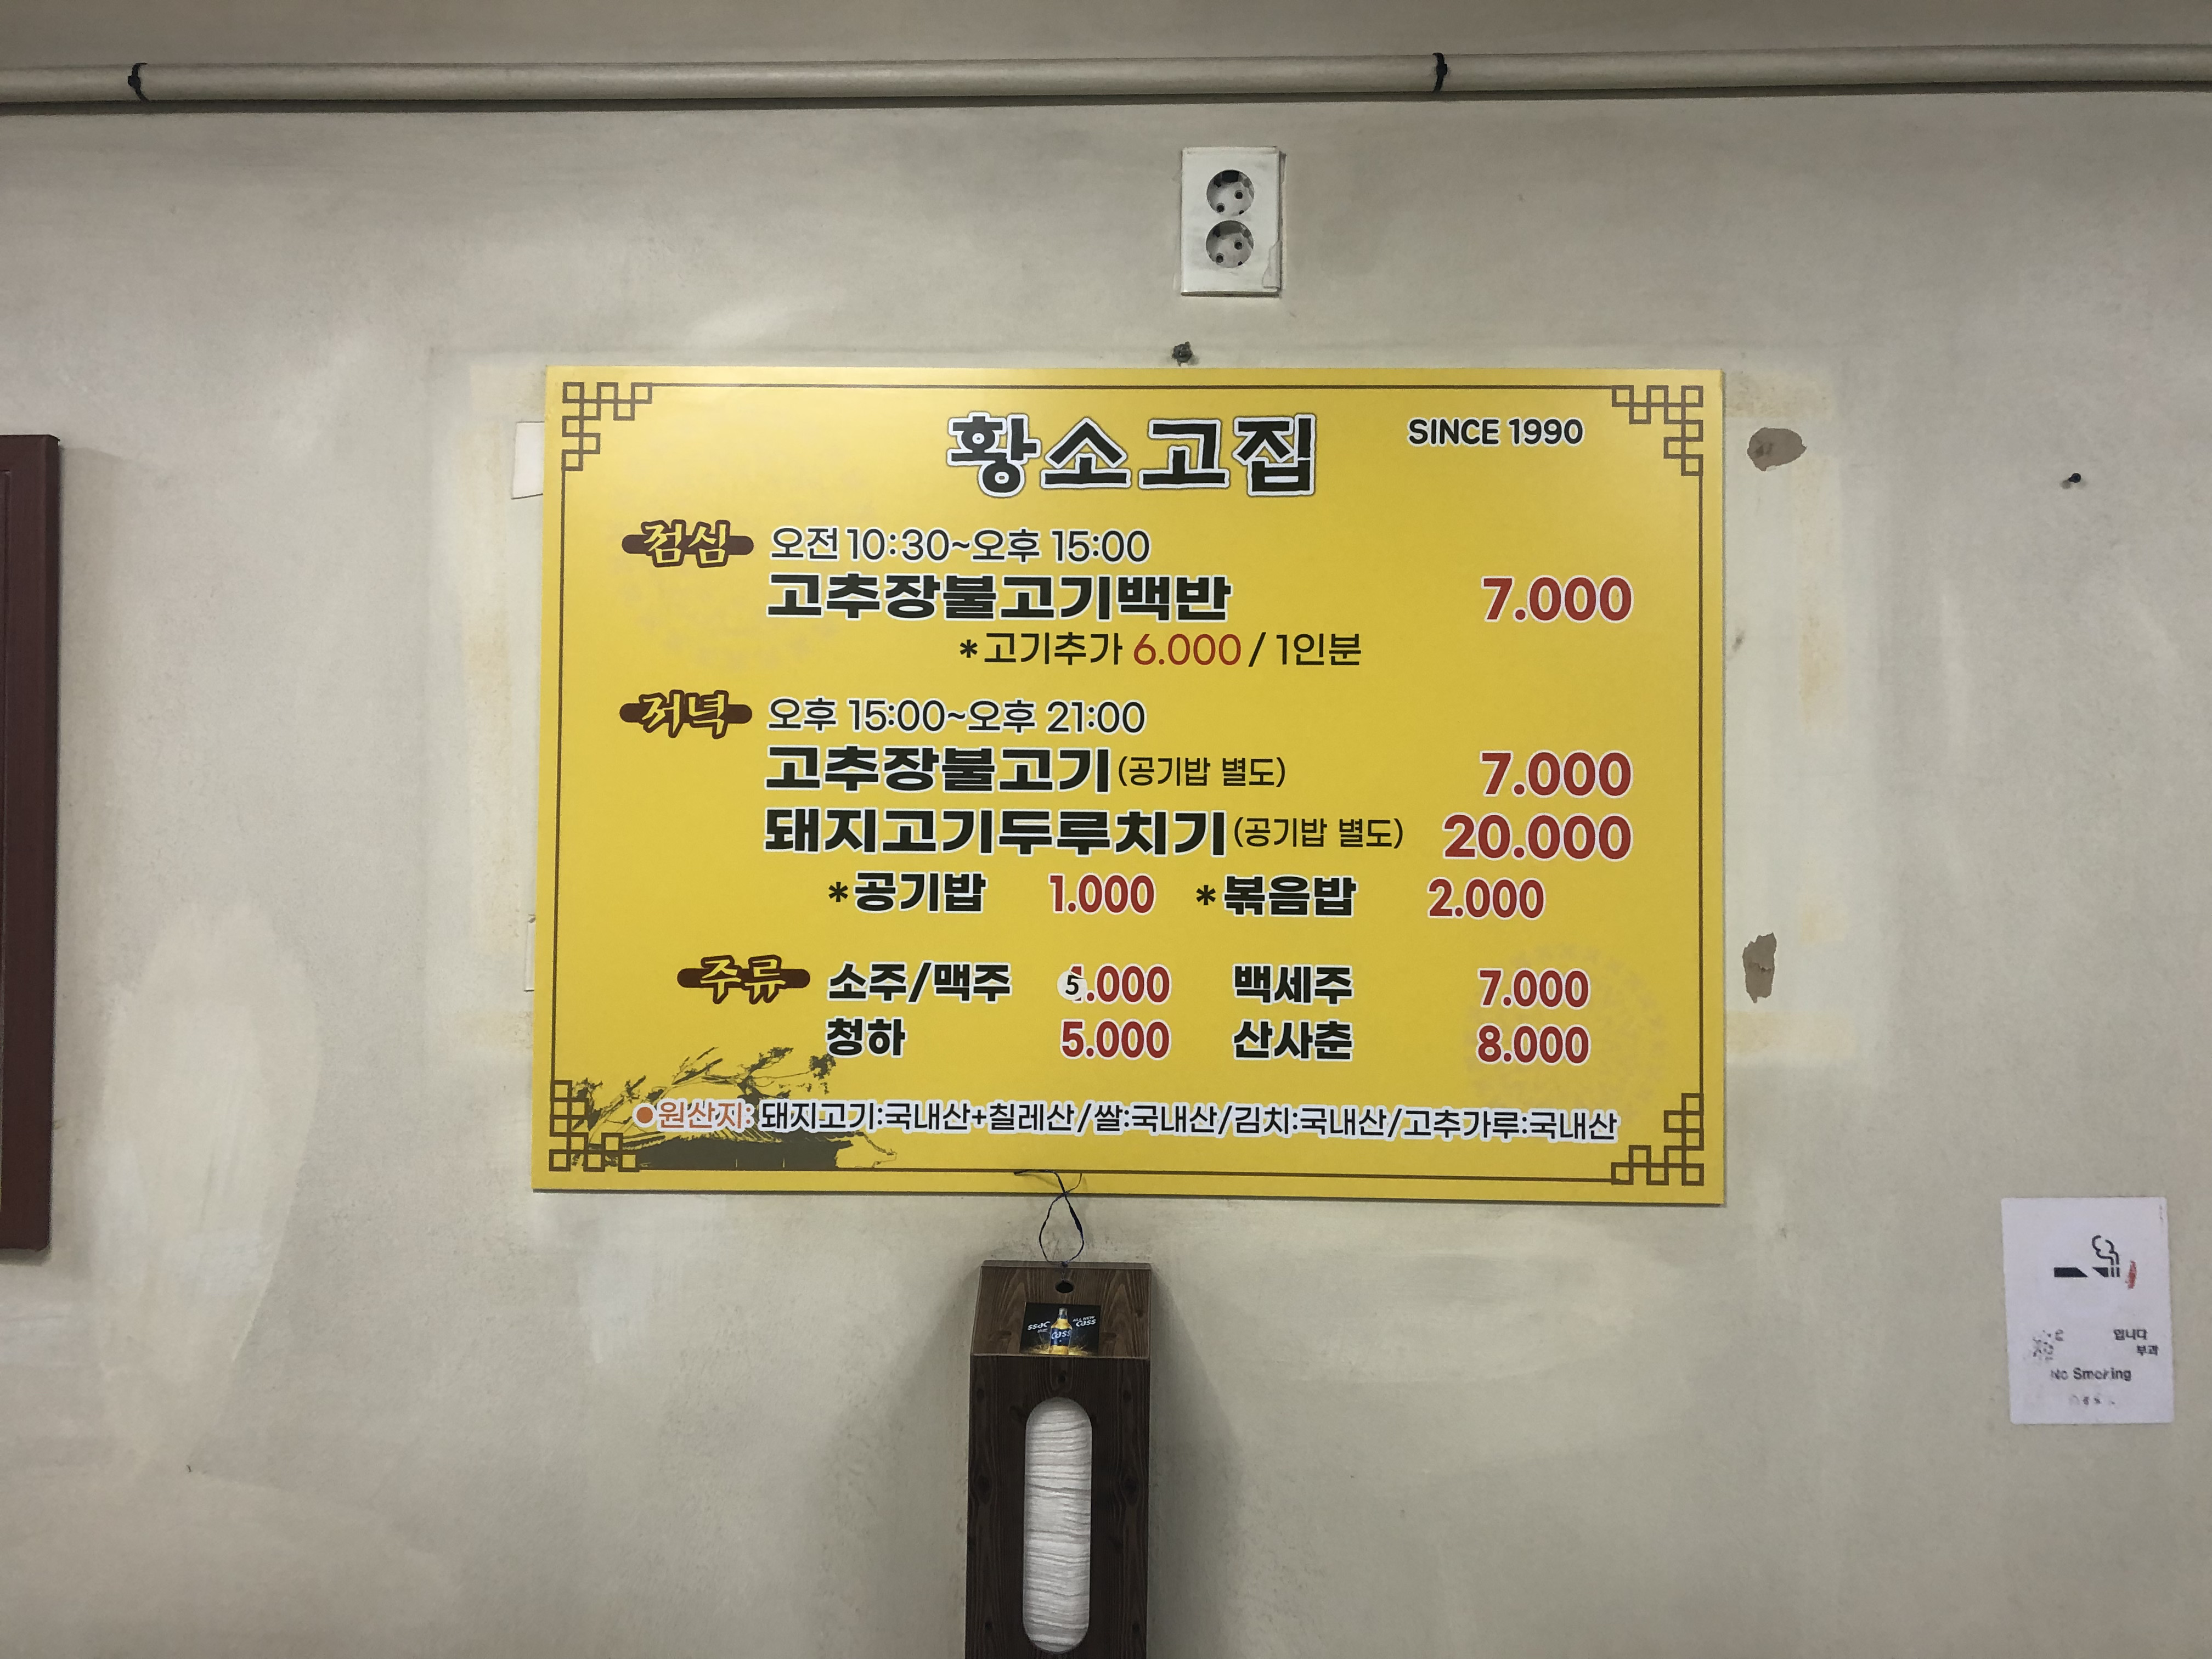 황소고집
SINCE 1990
점심 오전 10:30~오후 15:00
고추장불고기백반 7.000
*고기추가 6.000 / 1인분
저녁 오후 15:00~오후 21:00
고추장불고기(공기밥 별도) 7.000
돼지고기두루치기(공기밥 별도) 20.000
*공기밥 1.000 *볶음밥 2.000
주류 소주/맥주 5.000 백세주 7.000
청하 5.000 산사춘 8.000
●원산지: 돼지고기:국내산+칠레산/쌀:국내산/김치:국내산/고추가루:국내산
ALL NEW
Cass
Cass
입니다
부과
No Smoking